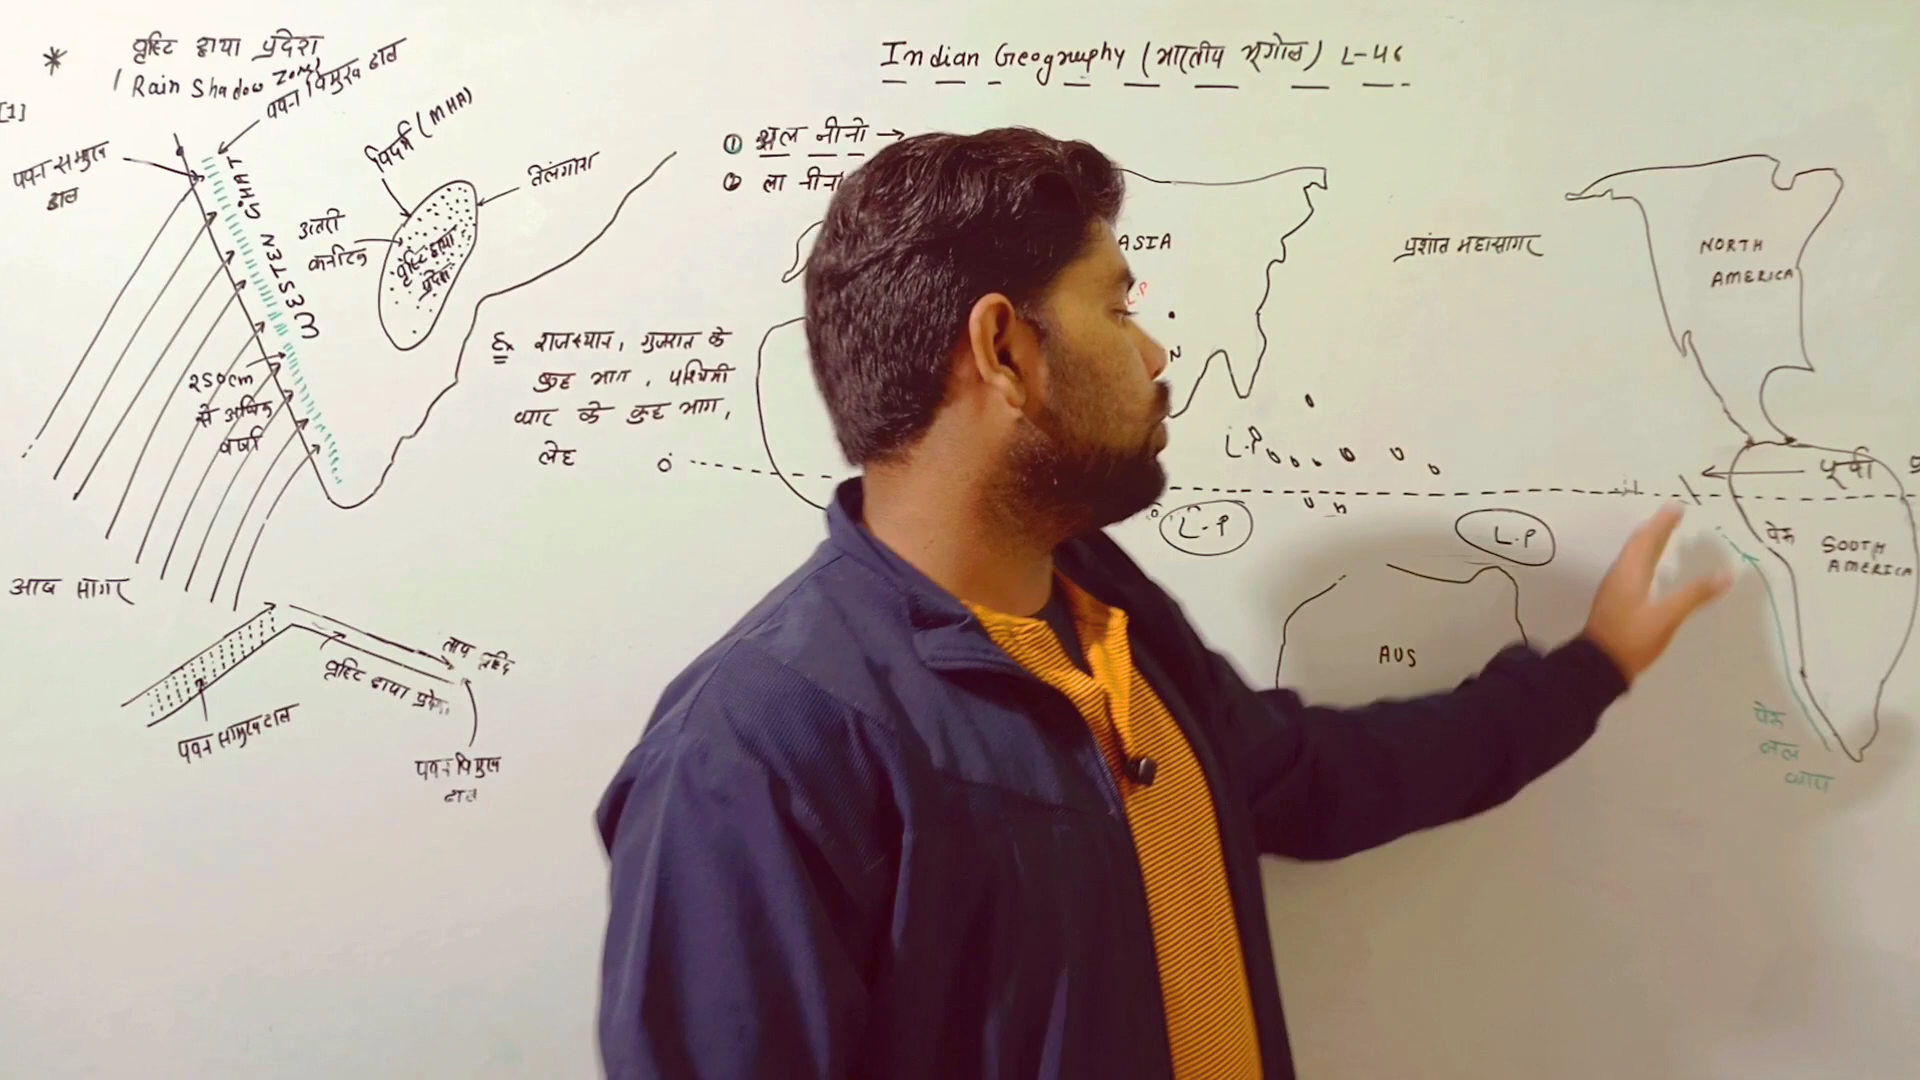 Indian Geography (भारतीय भूगोल) L-46
* वृष्टि छाया प्रदेश
(Rain Shadow Zone)
[1]
पवन विमुख ढाल
पवन सम्मुख
ढाल
WESTERN GHAT
विदर्भ (MHA)
तेलंगाना
उत्तरी
कर्नाटक
वृष्टि छाया
प्रदेश
250cm
से अधिक
वर्षा
अरब सागर
ताप वृद्धि
वृष्टि छाया प्रदेश
पवन सम्मुख ढाल
पवन विमुख
ढाल
① अल नीनो →
② ला नीना
Ex राजस्थान, गुजरात के
कुछ भाग, पश्चिमी
घाट के कुछ भाग,
लेह
0
ASIA
L.P
प्रशांत महासागर
NORTH
AMERICA
L.P
L-P
L.P
पूर्वी
पेरू
SOUTH
AMERICA
AUS
पेरू
जल
धारा